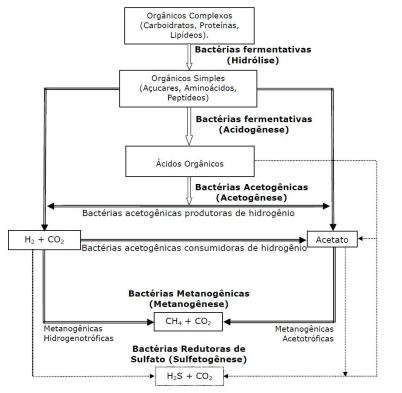 Orgânicos Complexos
(Carboidratos, Proteínas,
Lipídeos).
Bactérias fermentativas
(Hidrólise)
Orgânicos Simples
(Açucares, Aminoácidos,
Peptídeos)
Bactérias fermentativas
(Acidogênese)
Ácidos Orgânicos
Bactérias Acetogênicas
(Acetogênese)
Bactérias acetogênicas produtoras de hidrogênio
H₂ + CO₂
Acetato
Bactérias acetogênicas consumidoras de hidrogênio
Bactérias Metanogênicas
(Metanogênese)
CH₄ + CO₂
Metanogênicas
Hidrogenotróficas
Metanogênicas
Acetotróficas
Bactérias Redutoras de
Sulfato (Sulfetogênese)
H₂S + CO₂